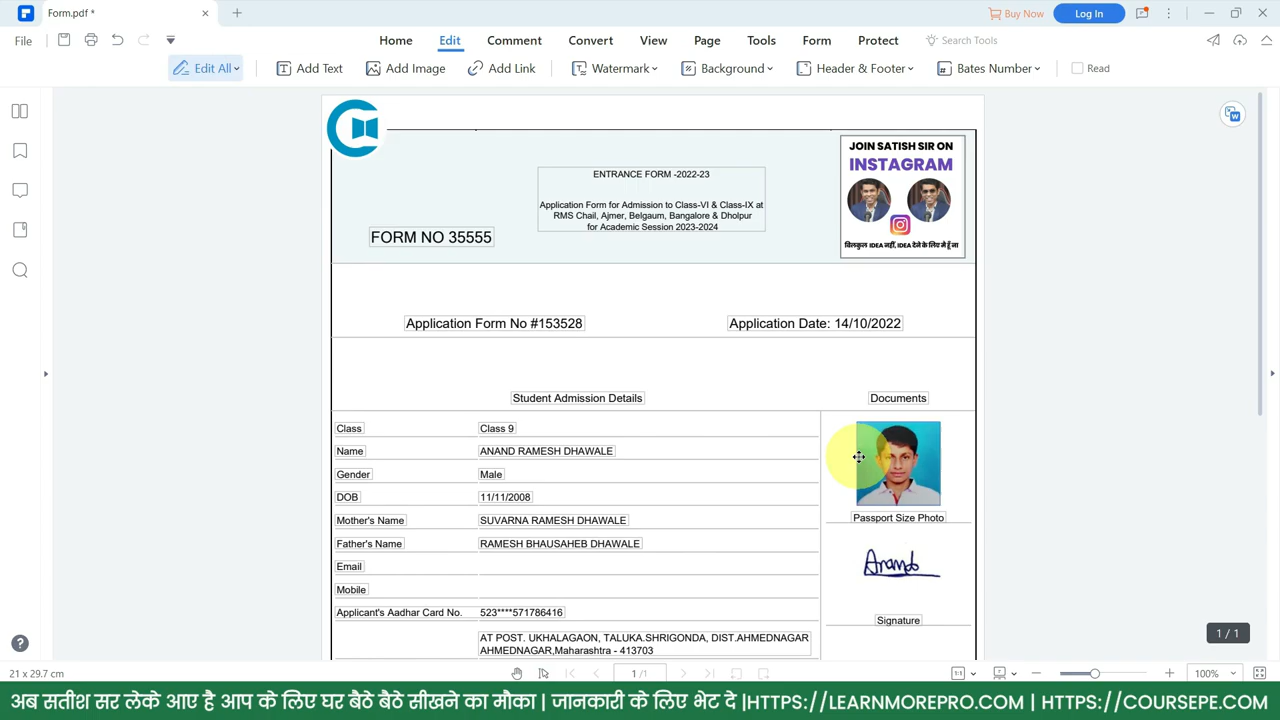 Form.pdf *
Buy Now
Log In
File
Home Edit Comment Convert View Page Tools Form Protect Search Tools
Edit All Add Text Add Image Add Link Watermark Background Header & Footer Bates Number Read
JOIN SATISH SIR ON
INSTAGRAM
बिलकुल IDEA नहीं, IDEA देने के लिए मैं हूँ ना
ENTRANCE FORM -2022-23
Application Form for Admission to Class-VI & Class-IX at
RMS Chail, Ajmer, Belgaum, Bangalore & Dholpur
for Academic Session 2023-2024
FORM NO 35555
Application Form No #153528
Application Date: 14/10/2022
Student Admission Details
Documents
Class Class 9
Name ANAND RAMESH DHAWALE
Gender Male
DOB 11/11/2008
Mother's Name SUVARNA RAMESH DHAWALE
Father's Name RAMESH BHAUSAHEB DHAWALE
Email
Mobile
Applicant's Aadhar Card No. 523****571786416
AT POST. UKHALAGAON, TALUKA.SHRIGONDA, DIST.AHMEDNAGAR
AHMEDNAGAR,Maharashtra - 413703
Passport Size Photo
Anand
Signature
1 / 1
21 x 29.7 cm
1 /1
1:1
100%
अब सतीश सर लेके आए है आप के लिए घर बैठे बैठे सीखने का मौका | जानकारी के लिए भेट दे |HTTPS://LEARNMOREPRO.COM | HTTPS://COURSEPE.COM